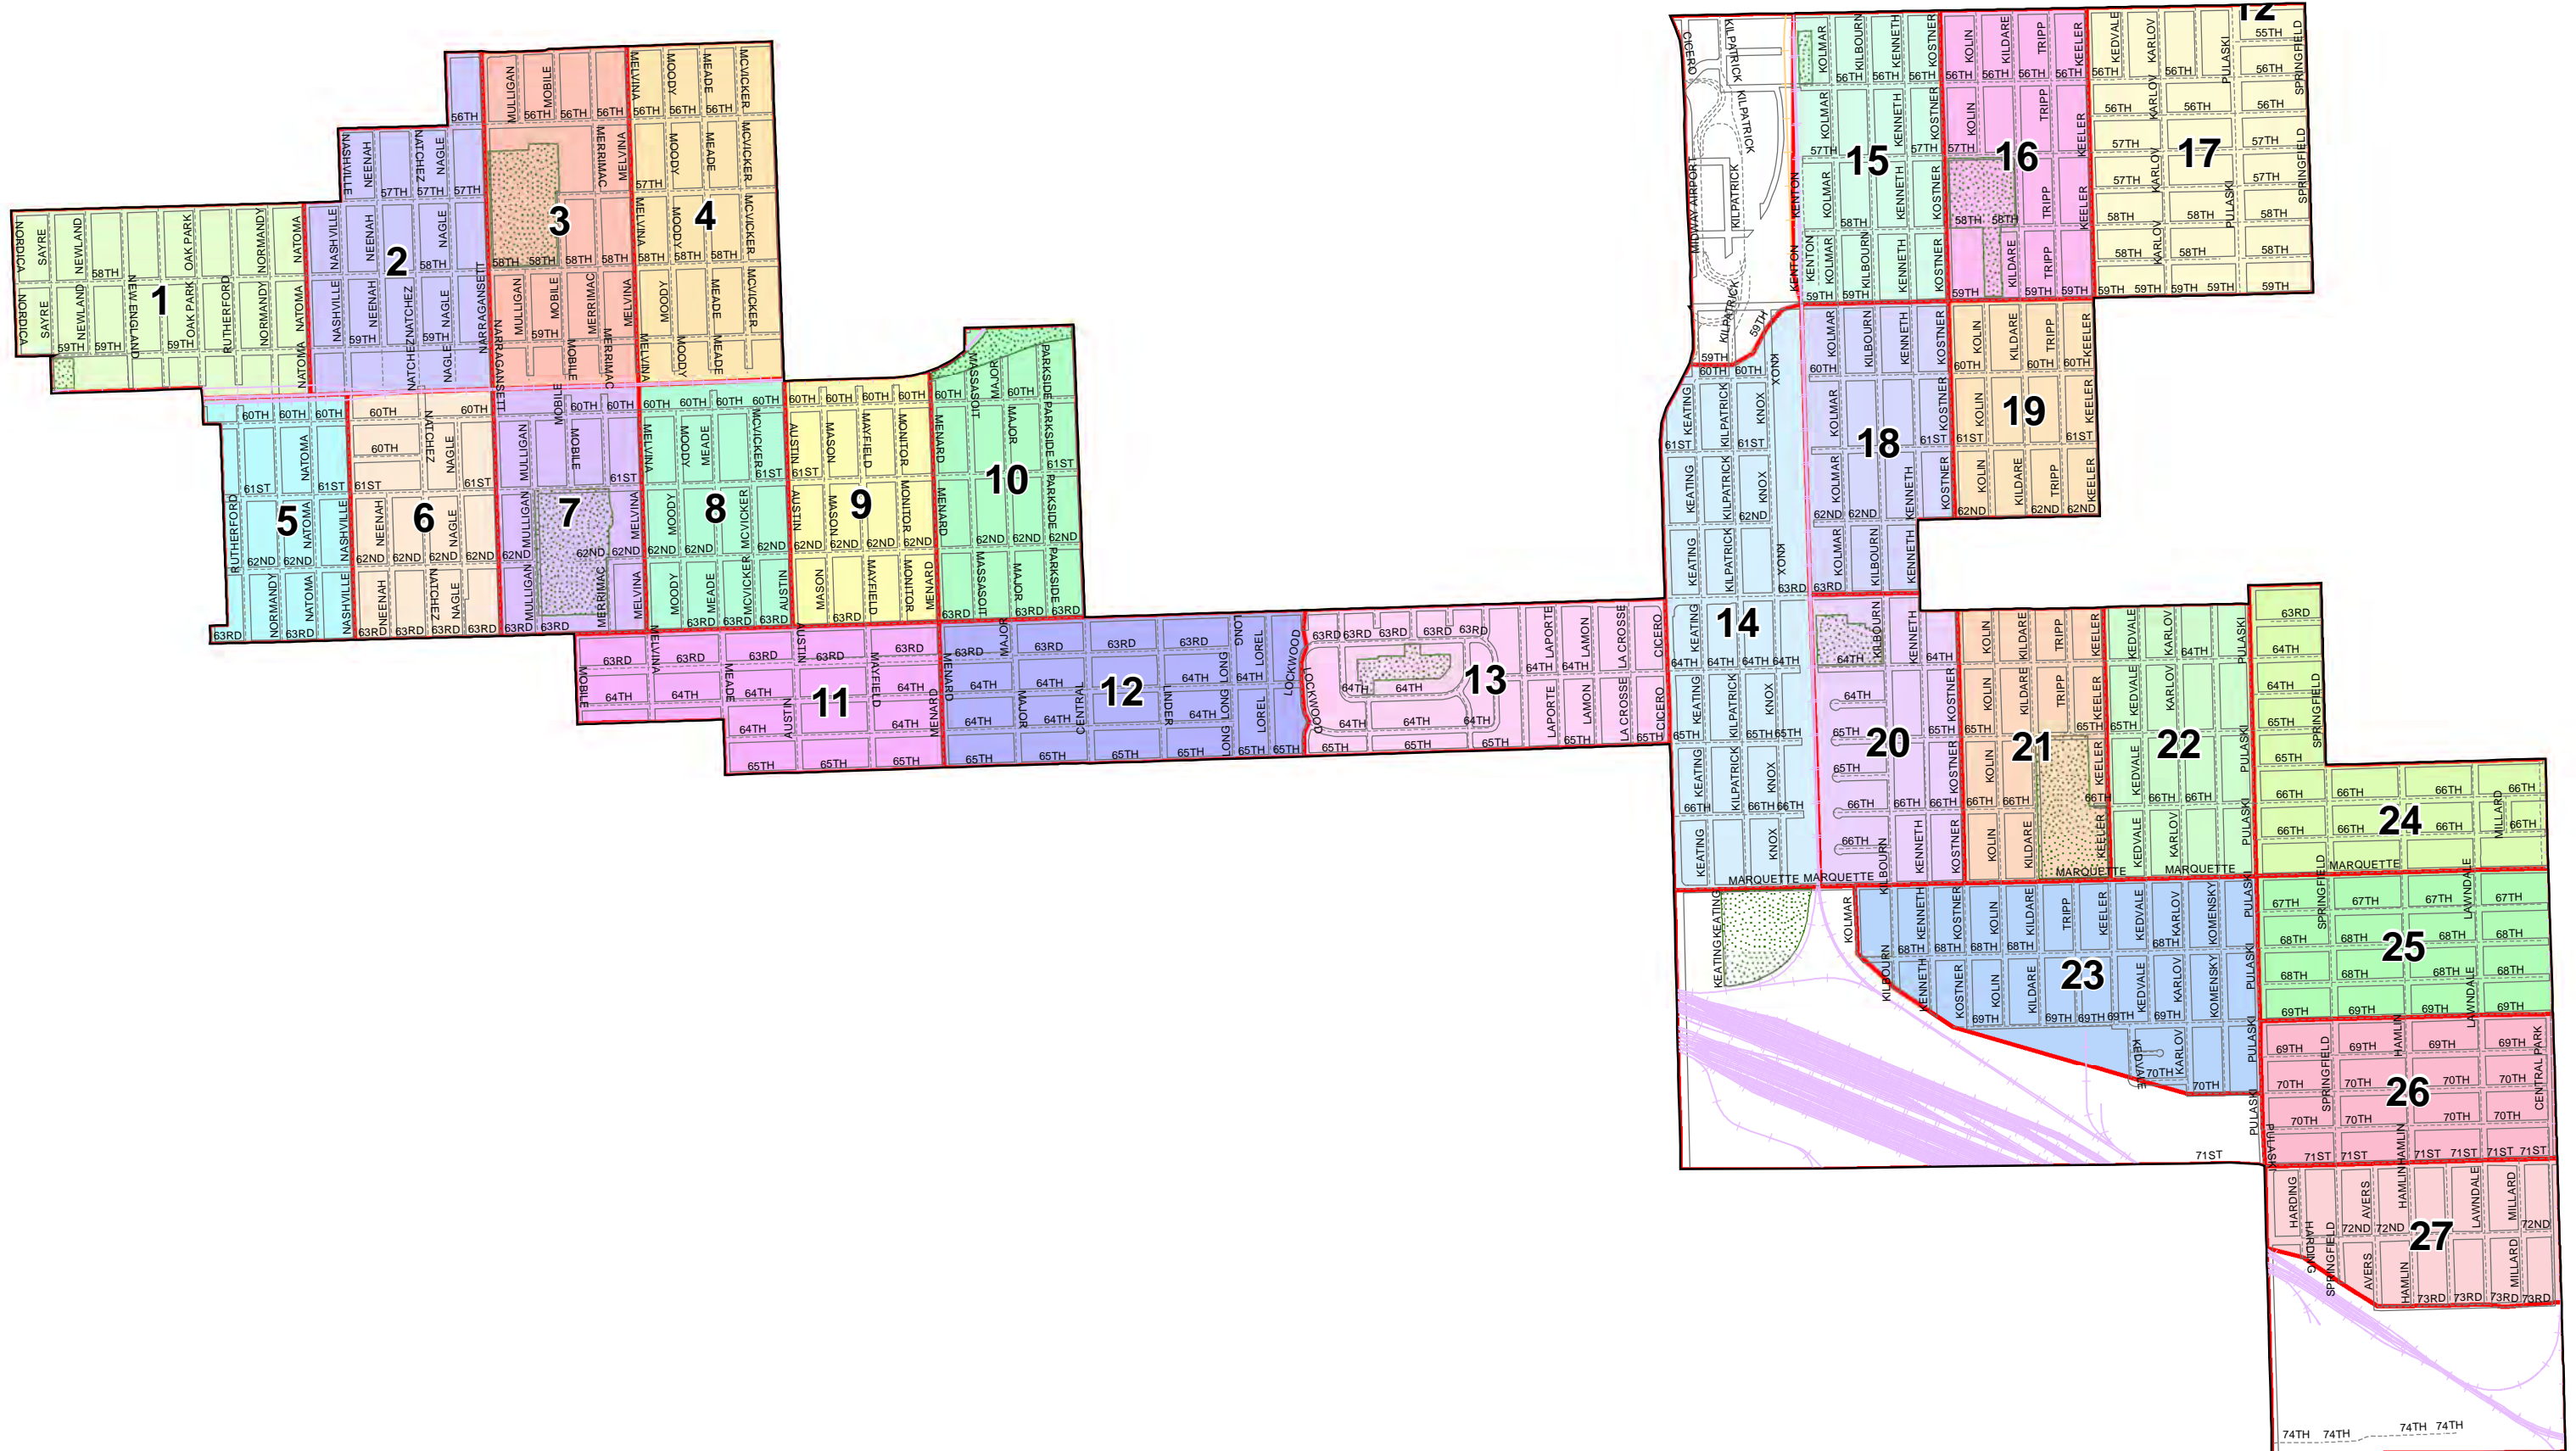 12
1
2
3
4
5
6
7
8
9
10
11
12
13
14
15
16
17
18
19
20
21
22
23
24
25
26
27
NORDICA
SAYRE
NEWLAND
NEW ENGLAND
OAK PARK
RUTHERFORD
NORMANDY
NATOMA
NASHVILLE
NEENAH
NATCHEZ
NAGLE
NARRAGANSETT
MULLIGAN
MOBILE
MERRIMAC
MELVINA
MOODY
MEADE
MCVICKER
AUSTIN
MASON
MAYFIELD
MONITOR
MENARD
MASSASOIT
MAJOR
PARKSIDE
CENTRAL
LINDER
LONG
LOREL
LOCKWOOD
LAPORTE
LAMON
LA CROSSE
CICERO
MIDWAY AIRPORT
KEATING
KILPATRICK
KNOX
KENTON
KOLMAR
KILBOURN
KENNETH
KOSTNER
KOLIN
KILDARE
TRIPP
KEELER
KEDVALE
KARLOV
KOMENSKY
PULASKI
SPRINGFIELD
HARDING
AVERS
HAMLIN
LAWNDALE
MILLARD
CENTRAL PARK
MARQUETTE
55TH
56TH
57TH
58TH
59TH
60TH
61ST
62ND
63RD
64TH
65TH
66TH
67TH
68TH
69TH
70TH
71ST
72ND
73RD
74TH